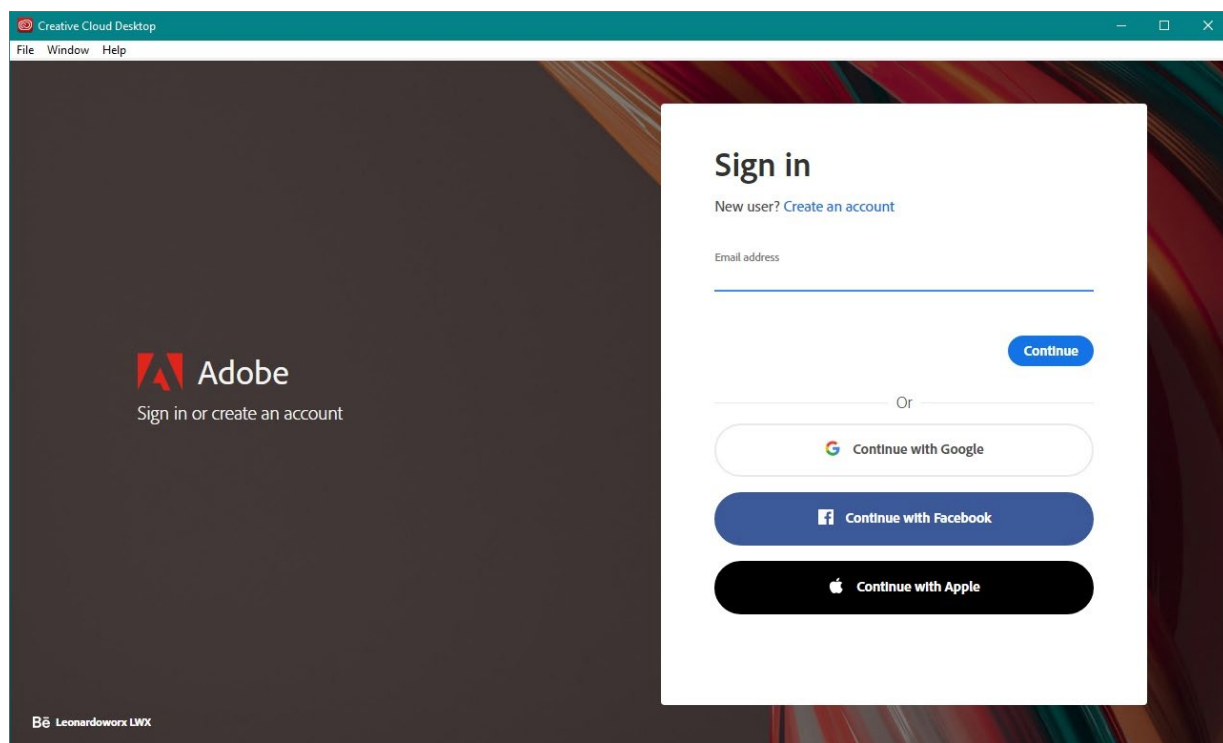 Creative Cloud Desktop
File Window Help
Adobe
Sign in or create an account
Bē Leonardoworx LWX
Sign in
New user? Create an account
Email address
Continue
Or
Continue with Google
Continue with Facebook
Continue with Apple